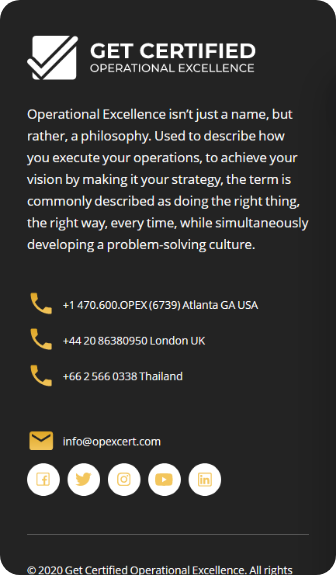 GET CERTIFIED
OPERATIONAL EXCELLENCE
Operational Excellence isn’t just a name, but
rather, a philosophy. Used to describe how
you execute your operations, to achieve your
vision by making it your strategy, the term is
commonly described as doing the right thing,
the right way, every time, while simultaneously
developing a problem-solving culture.
+1 470.600.OPEX (6739) Atlanta GA USA
+44 20 86380950 London UK
+66 2 566 0338 Thailand
info@opexcert.com
© 2020 Get Certified Operational Excellence. All rights